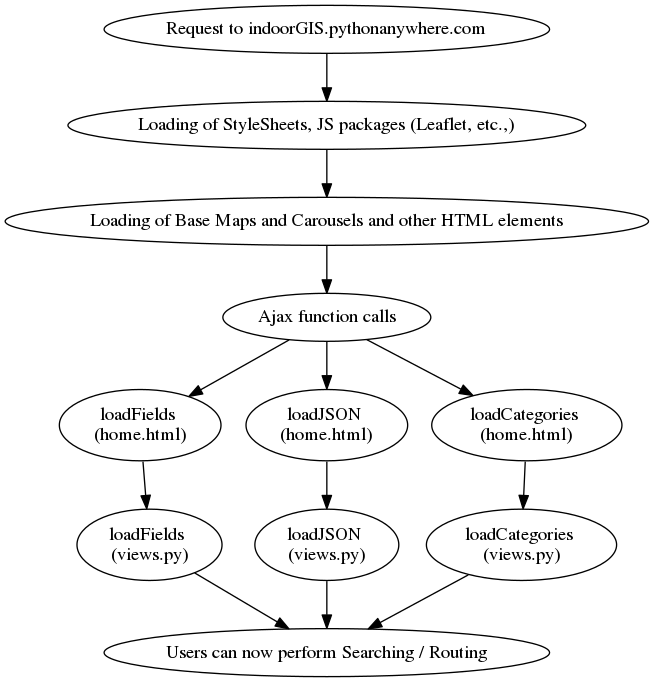 Request to indoorGIS.pythonanywhere.com
Loading of StyleSheets, JS packages (Leaflet, etc.,)
Loading of Base Maps and Carousels and other HTML elements
Ajax function calls
loadFields
(home.html)
loadJSON
(home.html)
loadCategories
(home.html)
loadFields
(views.py)
loadJSON
(views.py)
loadCategories
(views.py)
Users can now perform Searching / Routing